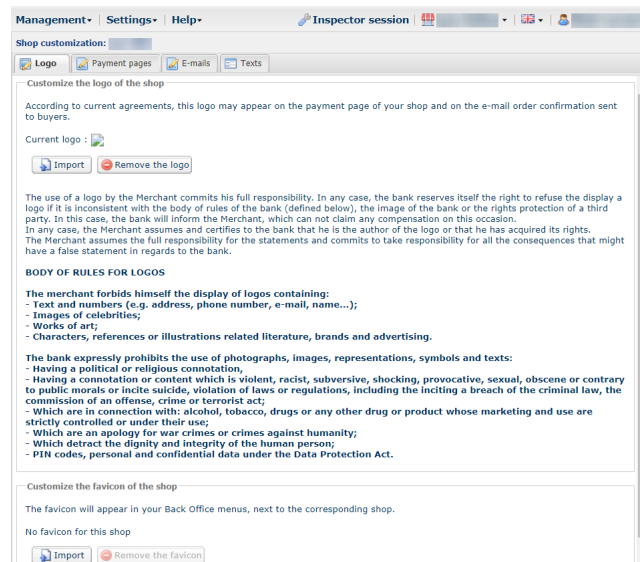 Management Settings Help Inspector session
Shop customization:
Logo Payment pages E-mails Texts
Customize the logo of the shop
According to current agreements, this logo may appear on the payment page of your shop and on the e-mail order confirmation sent
to buyers.
Current logo :
Import Remove the logo
The use of a logo by the Merchant commits his full responsibility. In any case, the bank reserves itself the right to refuse the display a
logo if it is inconsistent with the body of rules of the bank (defined below), the image of the bank or the rights protection of a third
party. In this case, the bank will inform the Merchant, which can not claim any compensation on this occasion.
In any case, the Merchant assumes and certifies to the bank that he is the author of the logo or that he has acquired its rights.
The Merchant assumes the full responsibility for the statements and commits to take responsibility for all the consequences that might
have a false statement in regards to the bank.
BODY OF RULES FOR LOGOS
The merchant forbids himself the display of logos containing:
- Text and numbers (e.g. address, phone number, e-mail, name...);
- Images of celebrities;
- Works of art;
- Characters, references or illustrations related literature, brands and advertising.
The bank expressly prohibits the use of photographs, images, representations, symbols and texts:
- Having a political or religious connotation,
- Having a connotation or content which is violent, racist, subversive, shocking, provocative, sexual, obscene or contrary
to public morals or incite suicide, violation of laws or regulations, including the inciting a breach of the criminal law, the
commission of an offense, crime or terrorist act;
- Which are in connection with: alcohol, tobacco, drugs or any other drug or product whose marketing and use are
strictly controlled or under their use;
- Which are an apology for war crimes or crimes against humanity;
- Which detract the dignity and integrity of the human person;
- PIN codes, personal and confidential data under the Data Protection Act.
Customize the favicon of the shop
The favicon will appear in your Back Office menus, next to the corresponding shop.
No favicon for this shop
Import Remove the favicon